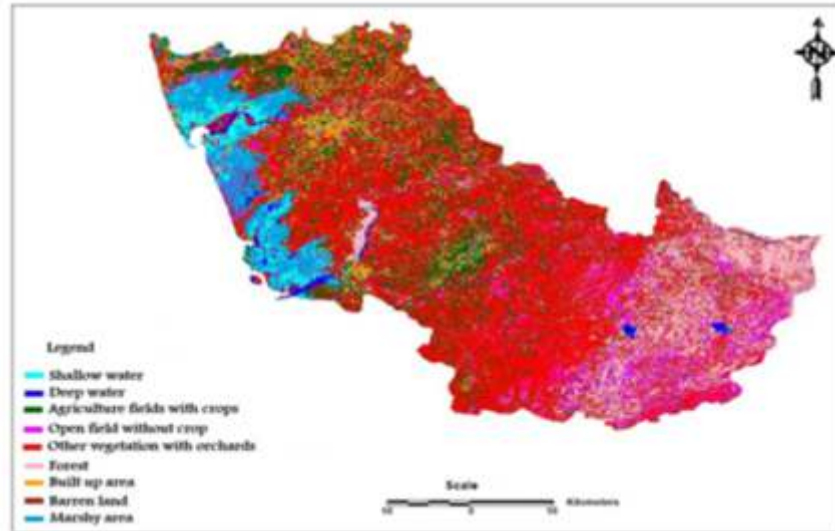 N
Legend
Shallow water
Deep water
Agriculture fields with crops
Open field without crop
Other vegetation with orchards
Forest
Built up area
Barren land
Marshy area
Scale
Kilometers